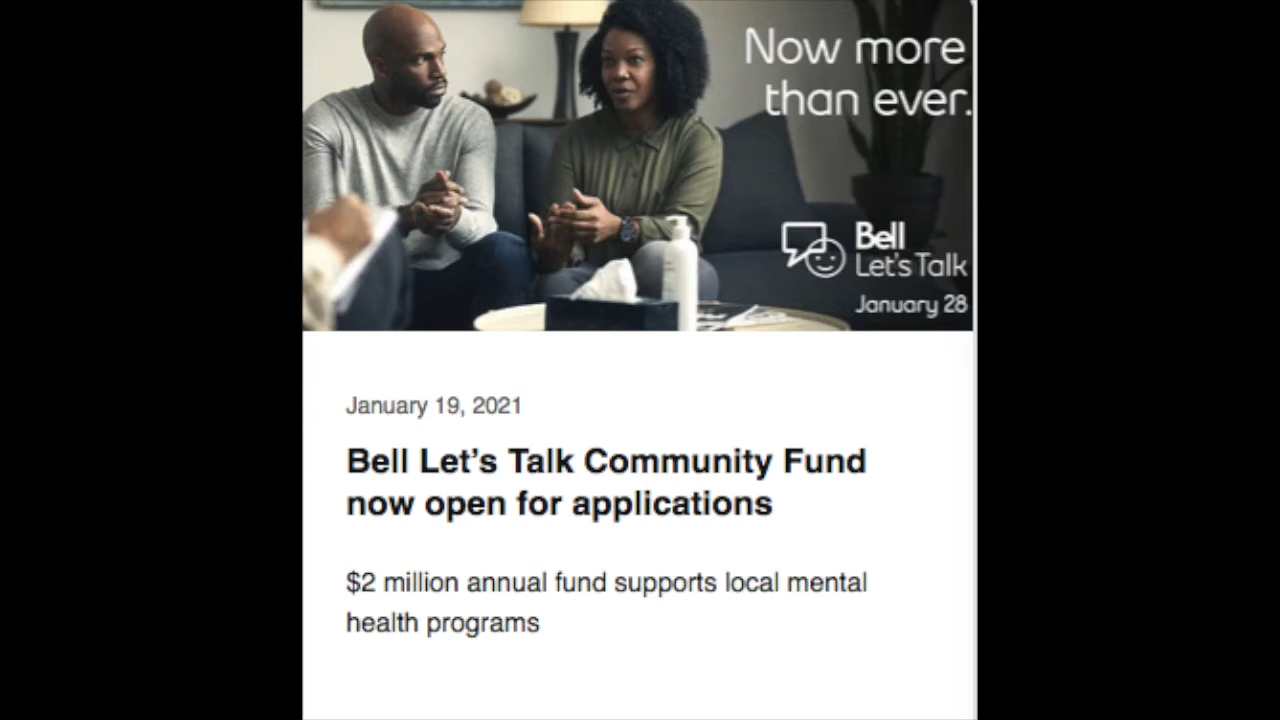 Now more
than ever.
Bell
Let's Talk
January 28
January 19, 2021
Bell Let’s Talk Community Fund
now open for applications
$2 million annual fund supports local mental
health programs